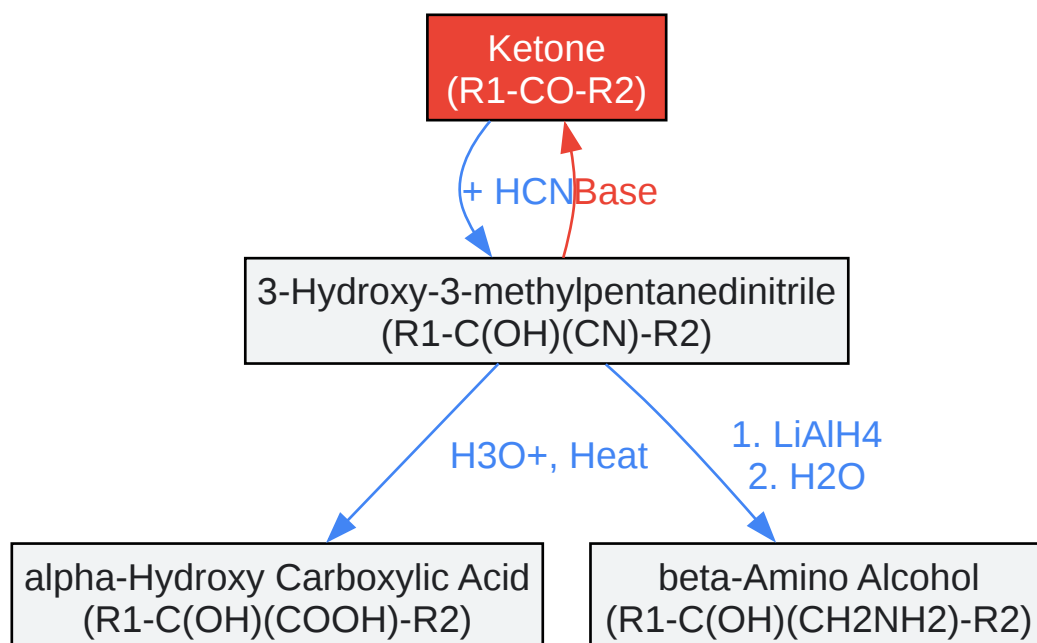 Ketone
(R1-CO-R2)
+ HCN
Base
3-Hydroxy-3-methylpentanedinitrile
(R1-C(OH)(CN)-R2)
H3O+, Heat
1. LiAlH4
2. H2O
alpha-Hydroxy Carboxylic Acid
(R1-C(OH)(COOH)-R2)
beta-Amino Alcohol
(R1-C(OH)(CH2NH2)-R2)